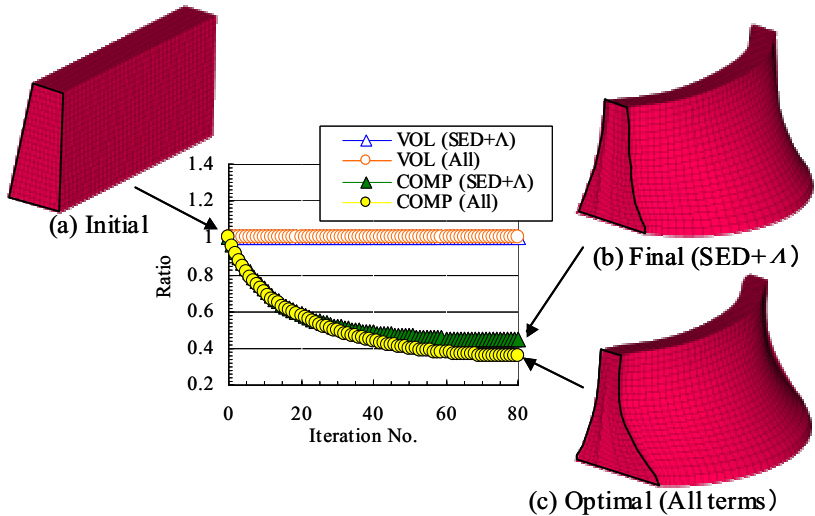 VOL (SED+Λ)
VOL (All)
COMP (SED+Λ)
COMP (All)
(a) Initial
1.4
1.2
1
0.8
0.6
0.4
0.2
Ratio
0
20
40
60
80
Iteration No.
(b) Final (SED+Λ)
(c) Optimal (All terms)